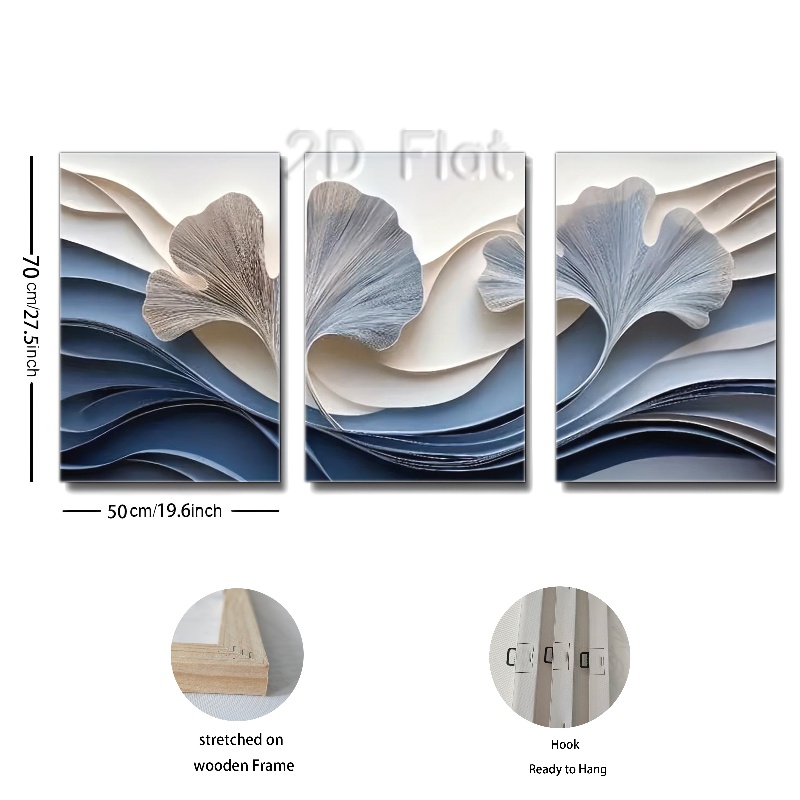 2D Flat
70 cm/27.5inch
50cm/19.6inch
stretched on
wooden Frame
Hook
Ready to Hang